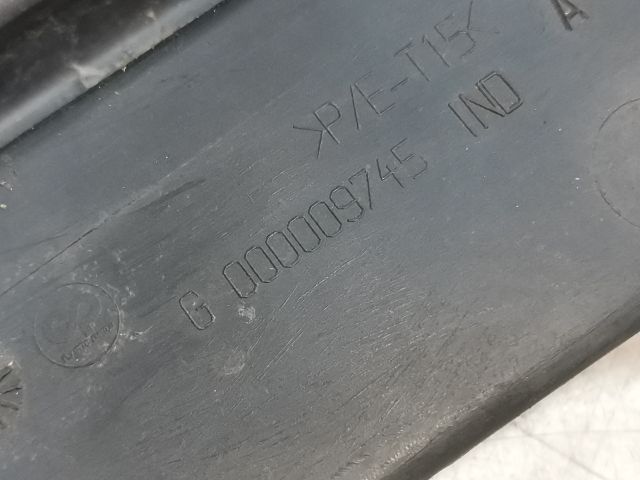 >P/E-T15<
G 000009745 IND A